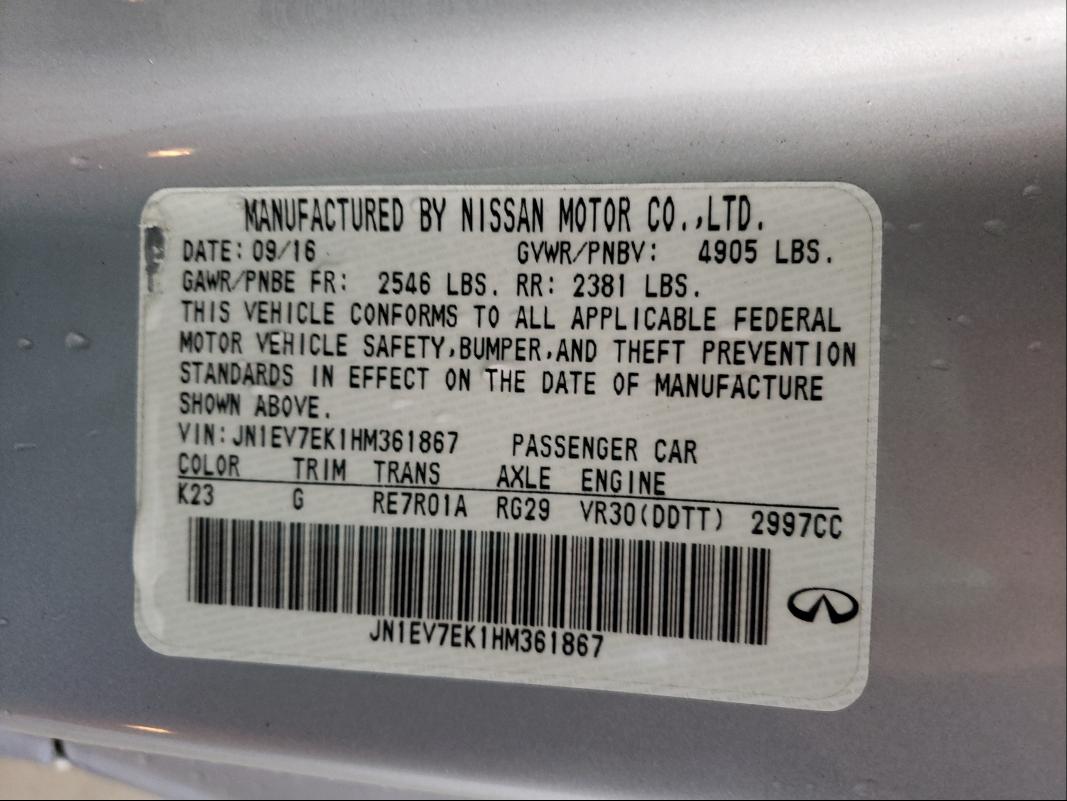 MANUFACTURED BY NISSAN MOTOR CO.,LTD.
DATE: 09/16 GVWR/PNBV: 4905 LBS.
GAWR/PNBE FR: 2546 LBS. RR: 2381 LBS.
THIS VEHICLE CONFORMS TO ALL APPLICABLE FEDERAL
MOTOR VEHICLE SAFETY,BUMPER,AND THEFT PREVENTION
STANDARDS IN EFFECT ON THE DATE OF MANUFACTURE
SHOWN ABOVE.
VIN:JN1EV7EK1HM361867 PASSENGER CAR
COLOR TRIM TRANS AXLE ENGINE
K23 G RE7R01A RG29 VR30(DDTT) 2997CC
JN1EV7EK1HM361867